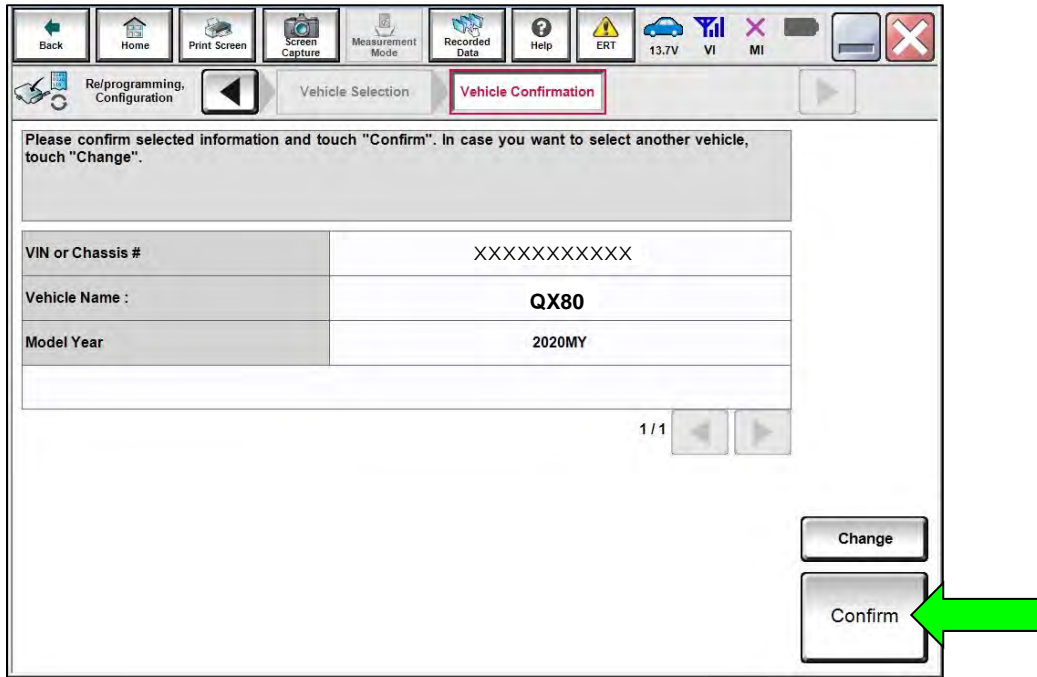 Back
Home
Print Screen
Screen
Capture
Measurement
Mode
Recorded
Data
Help
ERT
13.7V
VI
MI
Re/programming,
Configuration
Vehicle Selection
Vehicle Confirmation
Please confirm selected information and touch "Confirm". In case you want to select another vehicle,
touch "Change".
VIN or Chassis #
XXXXXXXXXXX
Vehicle Name :
QX80
Model Year
2020MY
1 / 1
Change
Confirm